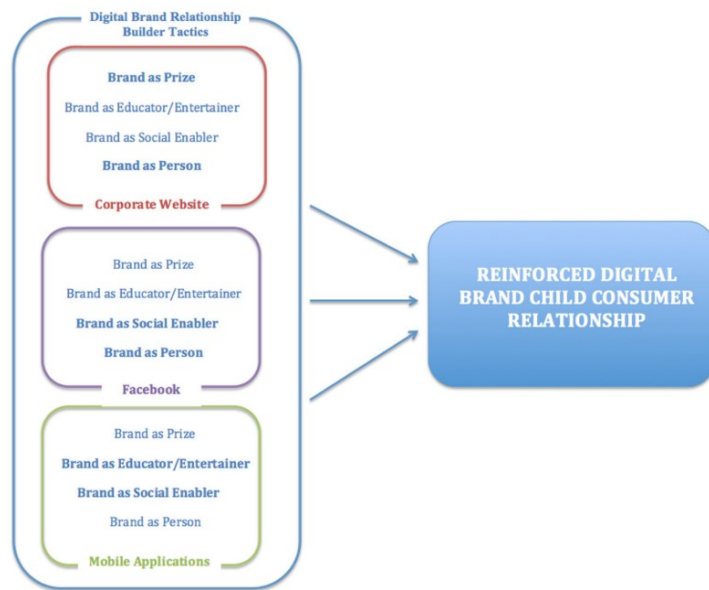 Digital Brand Relationship
Builder Tactics
Brand as Prize
Brand as Educator/Entertainer
Brand as Social Enabler
Brand as Person
Corporate Website
Brand as Prize
Brand as Educator/Entertainer
Brand as Social Enabler
Brand as Person
Facebook
Brand as Prize
Brand as Educator/Entertainer
Brand as Social Enabler
Brand as Person
Mobile Applications
REINFORCED DIGITAL
BRAND CHILD CONSUMER
RELATIONSHIP